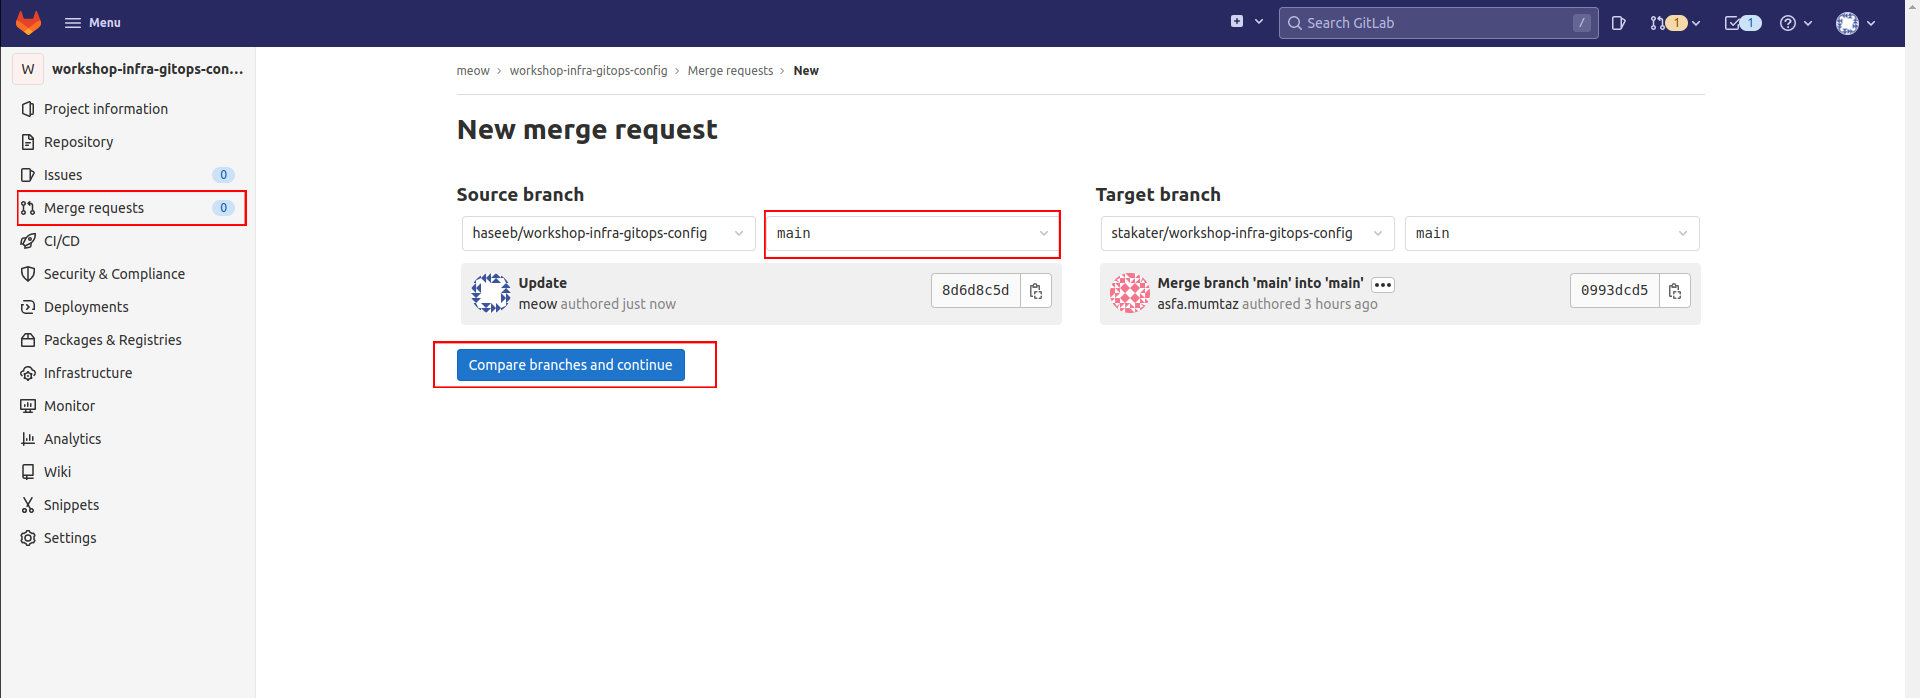 Menu
Search GitLab /
1
1
W workshop-infra-gitops-con...
Project information
Repository
Issues 0
Merge requests 0
CI/CD
Security & Compliance
Deployments
Packages & Registries
Infrastructure
Monitor
Analytics
Wiki
Snippets
Settings
meow › workshop-infra-gitops-config › Merge requests › New
New merge request
Source branch
haseeb/workshop-infra-gitops-config
main
Update
meow authored just now
8d6d8c5d
Target branch
stakater/workshop-infra-gitops-config
main
Merge branch 'main' into 'main' •••
asfa.mumtaz authored 3 hours ago
0993dcd5
Compare branches and continue